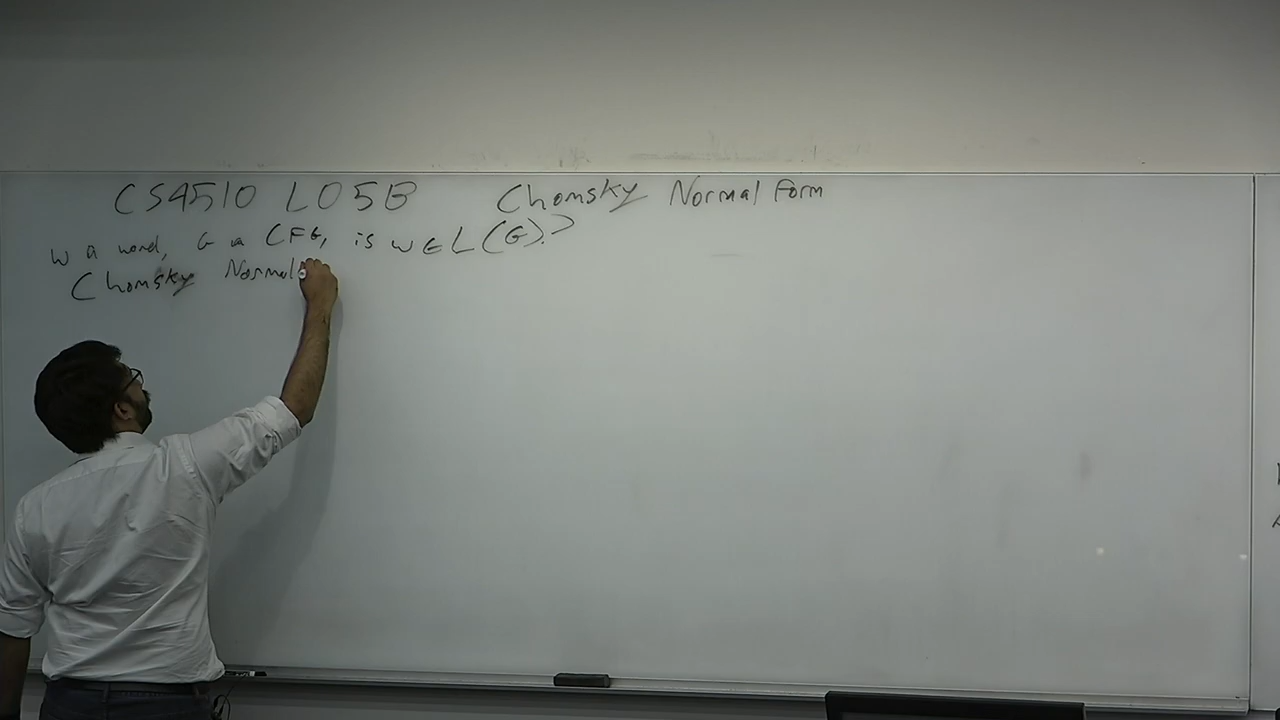 CS4510 L05B Chomsky Normal Form
w a word, G a CFG, is w ∈ L(G)?
Chomsky Normal